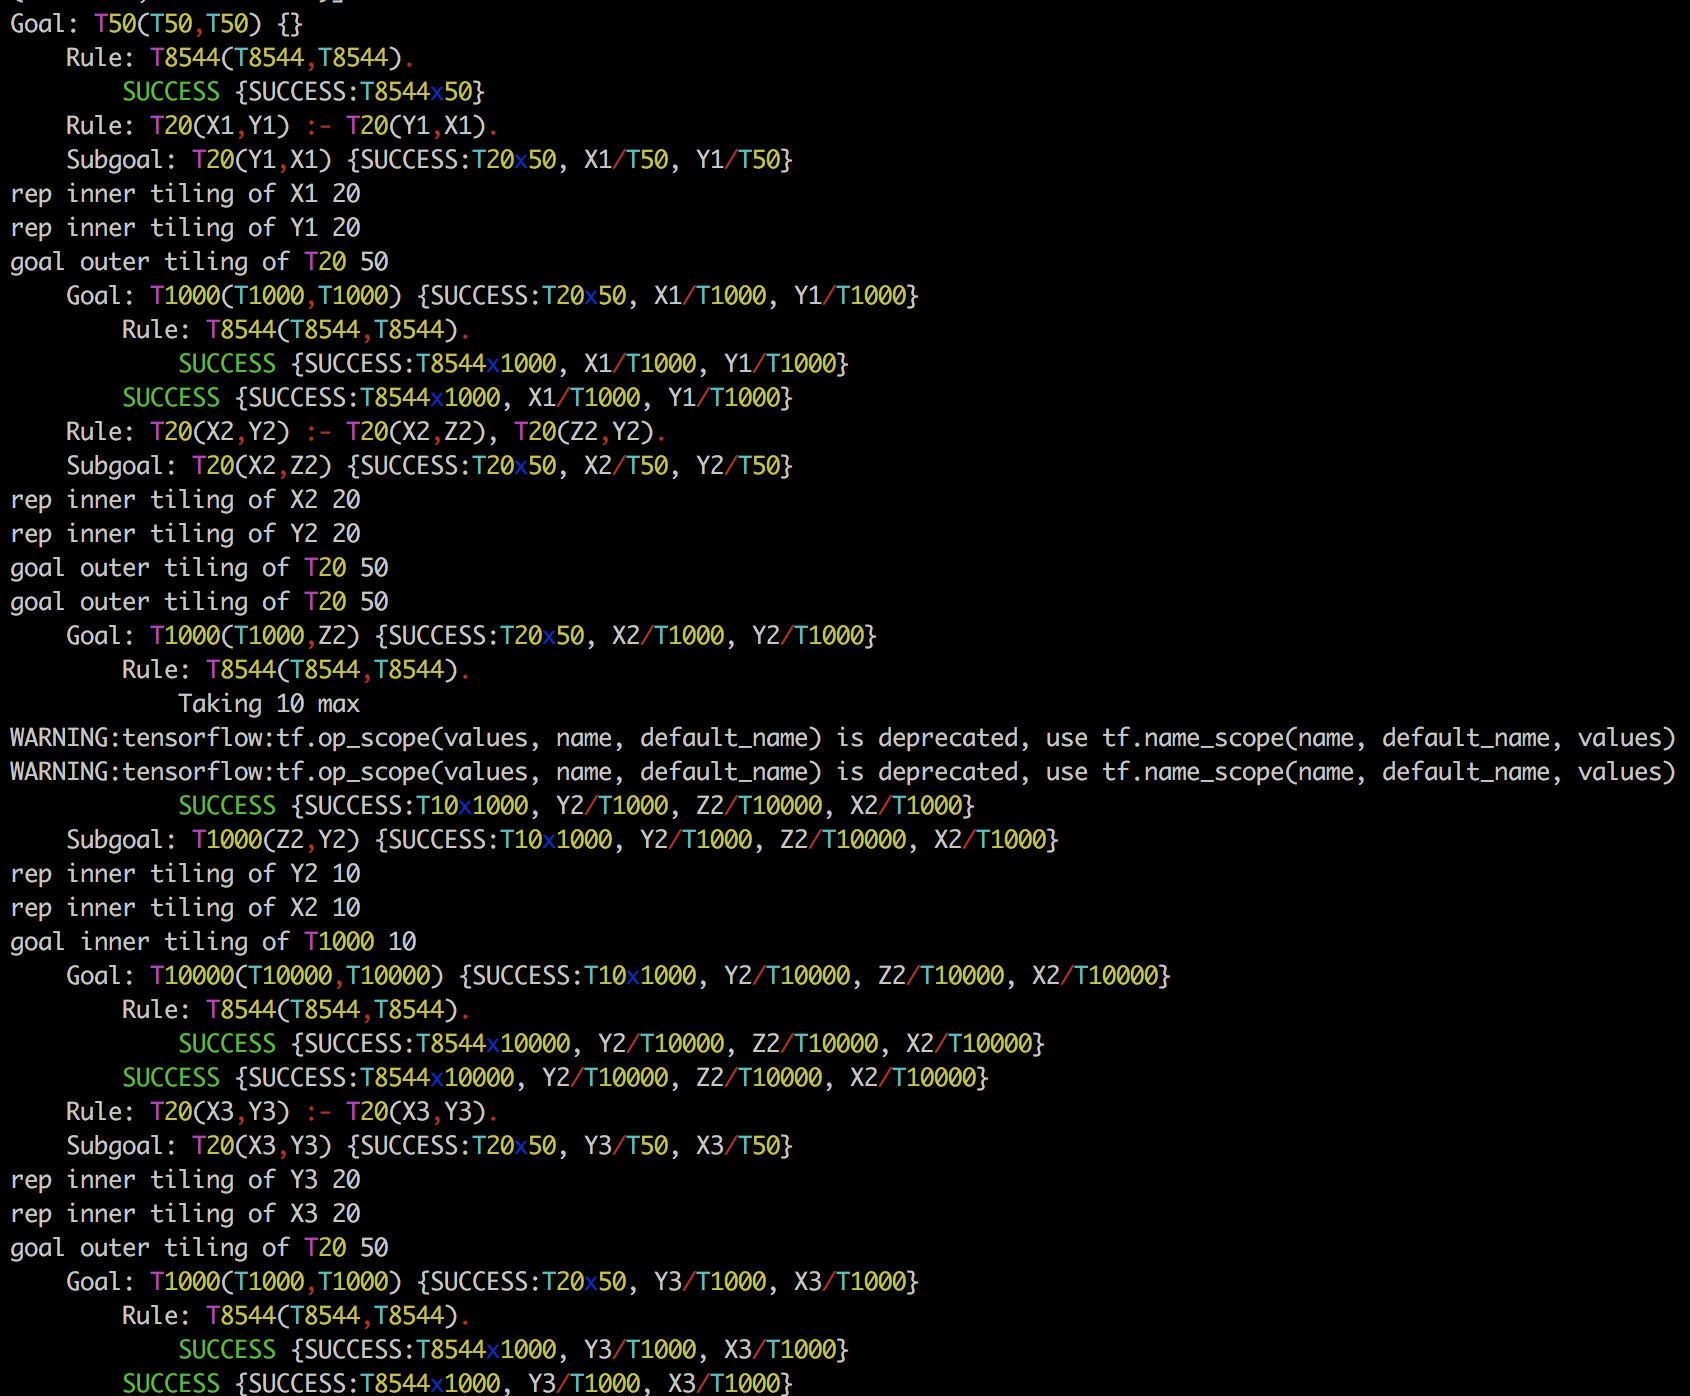 Goal: T50(T50,T50) {}
Rule: T8544(T8544,T8544).
SUCCESS {SUCCESS:T8544x50}
Rule: T20(X1,Y1) :- T20(Y1,X1).
Subgoal: T20(Y1,X1) {SUCCESS:T20x50, X1/T50, Y1/T50}
rep inner tiling of X1 20
rep inner tiling of Y1 20
goal outer tiling of T20 50
Goal: T1000(T1000,T1000) {SUCCESS:T20x50, X1/T1000, Y1/T1000}
Rule: T8544(T8544,T8544).
SUCCESS {SUCCESS:T8544x1000, X1/T1000, Y1/T1000}
SUCCESS {SUCCESS:T8544x1000, X1/T1000, Y1/T1000}
Rule: T20(X2,Y2) :- T20(X2,Z2), T20(Z2,Y2).
Subgoal: T20(X2,Z2) {SUCCESS:T20x50, X2/T50, Y2/T50}
rep inner tiling of X2 20
rep inner tiling of Y2 20
goal outer tiling of T20 50
goal outer tiling of T20 50
Goal: T1000(T1000,Z2) {SUCCESS:T20x50, X2/T1000, Y2/T1000}
Rule: T8544(T8544,T8544).
Taking 10 max
WARNING:tensorflow:tf.op_scope(values, name, default_name) is deprecated, use tf.name_scope(name, default_name, values)
WARNING:tensorflow:tf.op_scope(values, name, default_name) is deprecated, use tf.name_scope(name, default_name, values)
SUCCESS {SUCCESS:T10x1000, Y2/T1000, Z2/T10000, X2/T1000}
Subgoal: T1000(Z2,Y2) {SUCCESS:T10x1000, Y2/T1000, Z2/T10000, X2/T1000}
rep inner tiling of Y2 10
rep inner tiling of X2 10
goal inner tiling of T1000 10
Goal: T10000(T10000,T10000) {SUCCESS:T10x1000, Y2/T10000, Z2/T10000, X2/T10000}
Rule: T8544(T8544,T8544).
SUCCESS {SUCCESS:T8544x10000, Y2/T10000, Z2/T10000, X2/T10000}
SUCCESS {SUCCESS:T8544x10000, Y2/T10000, Z2/T10000, X2/T10000}
Rule: T20(X3,Y3) :- T20(X3,Y3).
Subgoal: T20(X3,Y3) {SUCCESS:T20x50, Y3/T50, X3/T50}
rep inner tiling of Y3 20
rep inner tiling of X3 20
goal outer tiling of T20 50
Goal: T1000(T1000,T1000) {SUCCESS:T20x50, Y3/T1000, X3/T1000}
Rule: T8544(T8544,T8544).
SUCCESS {SUCCESS:T8544x1000, Y3/T1000, X3/T1000}
SUCCESS {SUCCESS:T8544x1000, Y3/T1000, X3/T1000}